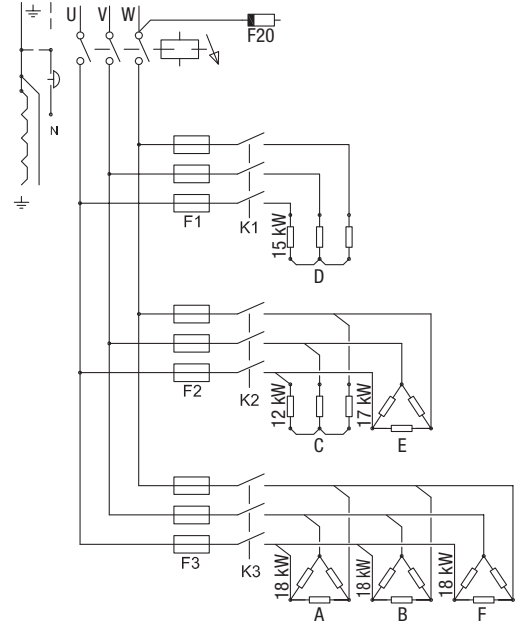 U V W
F20
N
F1 K1 15 kW
D
F2 K2 12 kW 17 kW
C E
F3 K3 18 kW 18 kW 18 kW
A B F